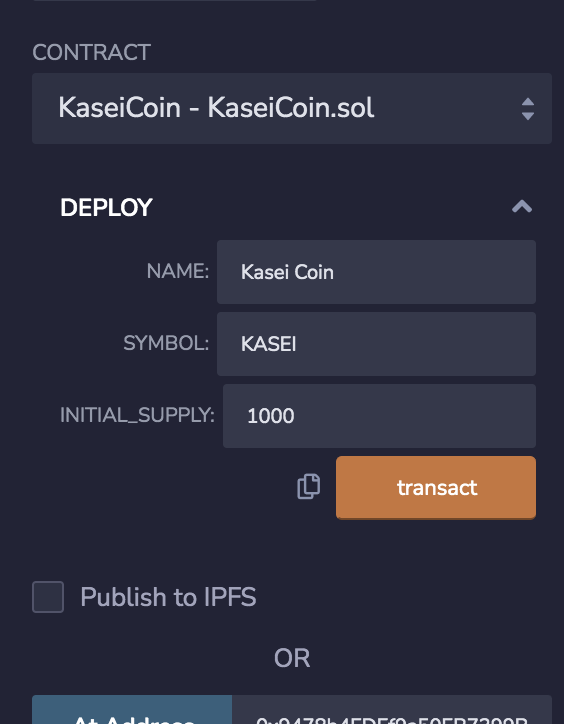 CONTRACT
KaseiCoin - KaseiCoin.sol
DEPLOY
NAME: Kasei Coin
SYMBOL: KASEI
INITIAL_SUPPLY: 1000
transact
Publish to IPFS
OR
At Address